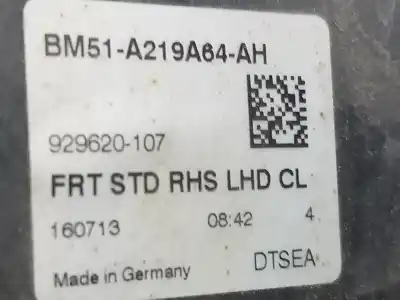 BM51-A219A64-AH
929620-107
FRT STD RHS LHD CL
160713 08:42 4
Made in Germany DTSEA